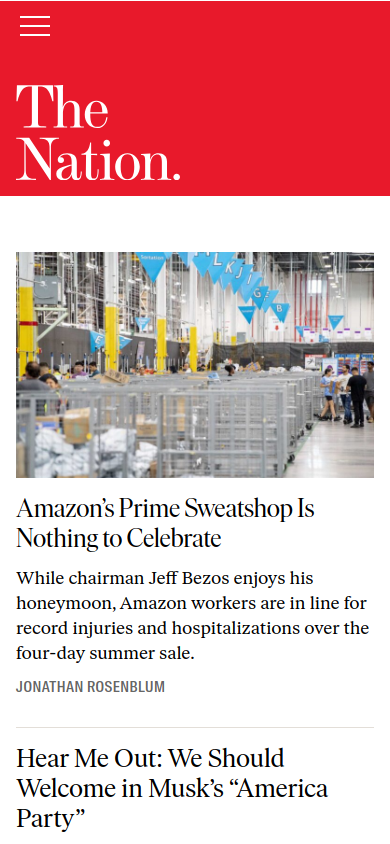 The
Nation.
L K J I
G
B
Amazon's Prime Sweatshop Is
Nothing to Celebrate
While chairman Jeff Bezos enjoys his
honeymoon, Amazon workers are in line for
record injuries and hospitalizations over the
four-day summer sale.
JONATHAN ROSENBLUM
Hear Me Out: We Should
Welcome in Musk's “America
Party”